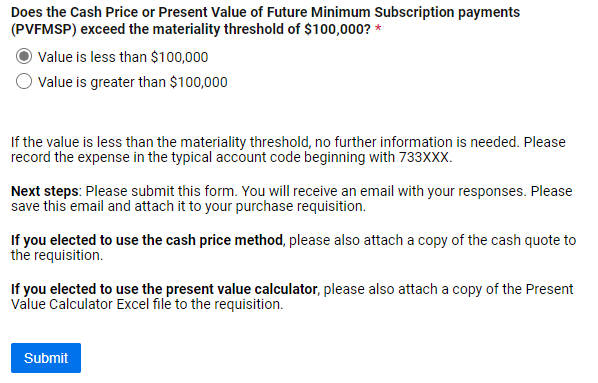 Does the Cash Price or Present Value of Future Minimum Subscription payments
(PVFMSP) exceed the materiality threshold of $100,000? *
Value is less than $100,000
Value is greater than $100,000
If the value is less than the materiality threshold, no further information is needed. Please
record the expense in the typical account code beginning with 733XXX.
Next steps: Please submit this form. You will receive an email with your responses. Please
save this email and attach it to your purchase requisition.
If you elected to use the cash price method, please also attach a copy of the cash quote to
the requisition.
If you elected to use the present value calculator, please also attach a copy of the Present
Value Calculator Excel file to the requisition.
Submit